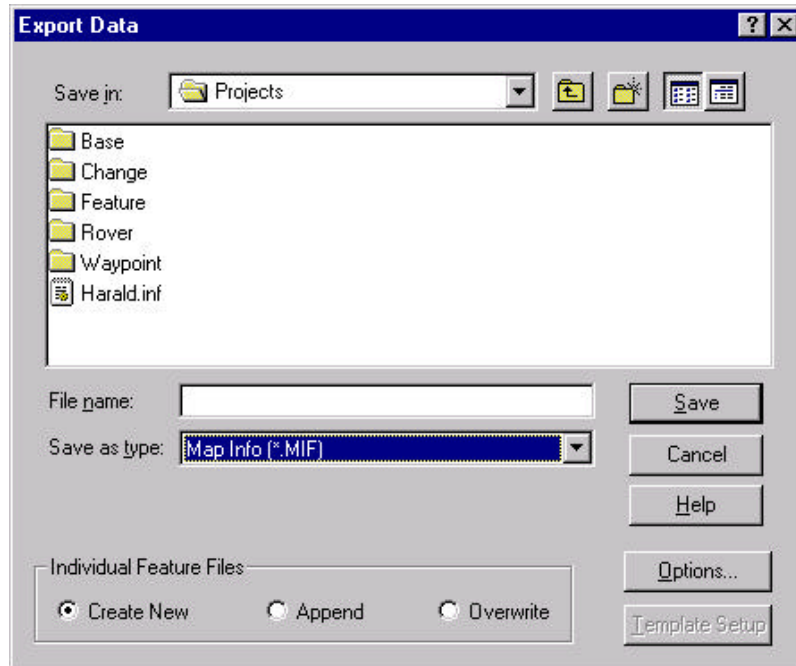 Export Data
Save in: Projects
Base
Change
Feature
Rover
Waypoint
Harald.inf
File name:
Save
Save as type: Map Info (*.MIF)
Cancel
Help
Individual Feature Files
Options...
Create New Append Overwrite
Template Setup